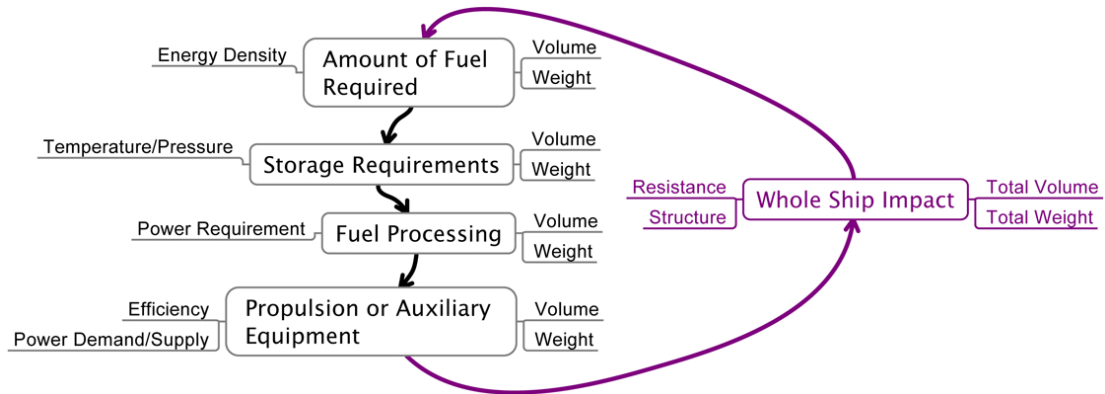 Energy Density
Amount of Fuel
Required
Volume
Weight
Temperature/Pressure
Storage Requirements
Volume
Weight
Power Requirement
Fuel Processing
Volume
Weight
Efficiency
Power Demand/Supply
Propulsion or Auxiliary
Equipment
Volume
Weight
Resistance
Structure
Whole Ship Impact
Total Volume
Total Weight